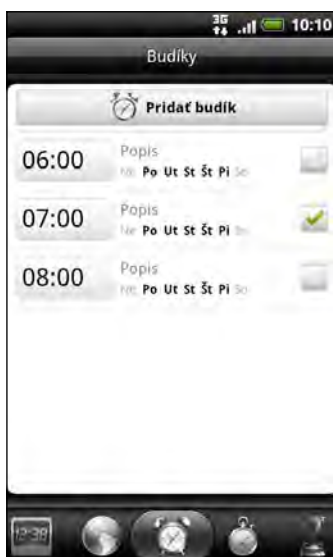 3G 10:10
Budíky
Pridať budík
06:00 Popis
Ne Po Ut St Št Pi So
07:00 Popis
Ne Po Ut St Št Pi So
08:00 Popis
Ne Po Ut St Št Pi So
12:38